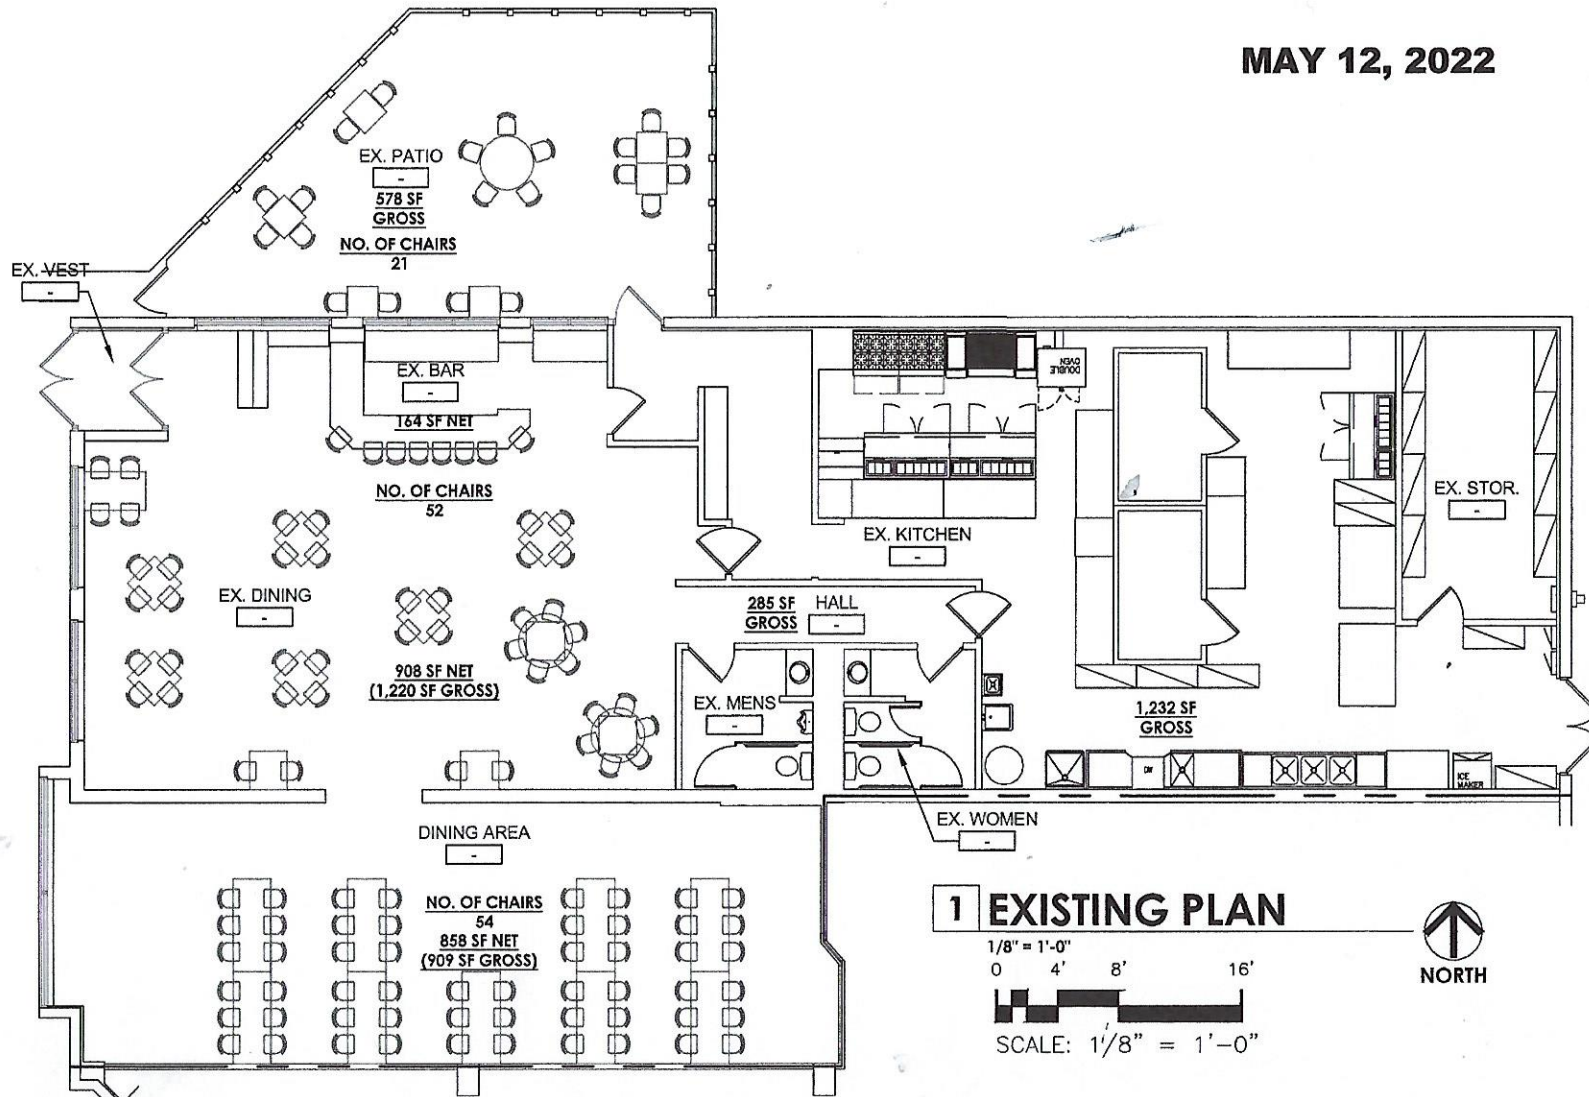 MAY 12, 2022
EX. PATIO
-
578 SF
GROSS
NO. OF CHAIRS
21
EX. VEST
-
EX. BAR
-
164 SF NET
NO. OF CHAIRS
52
DOUBLE
OVEN
EX. STOR.
-
EX. KITCHEN
-
EX. DINING
-
285 SF
GROSS
HALL
-
908 SF NET
(1,220 SF GROSS)
EX. MENS
-
1,232 SF
GROSS
DW
ICE
MAKER
EX. WOMEN
-
DINING AREA
-
NO. OF CHAIRS
54
858 SF NET
(909 SF GROSS)
1 EXISTING PLAN
1/8" = 1'-0"
0 4' 8' 16'
SCALE: 1/8" = 1'-0"
NORTH